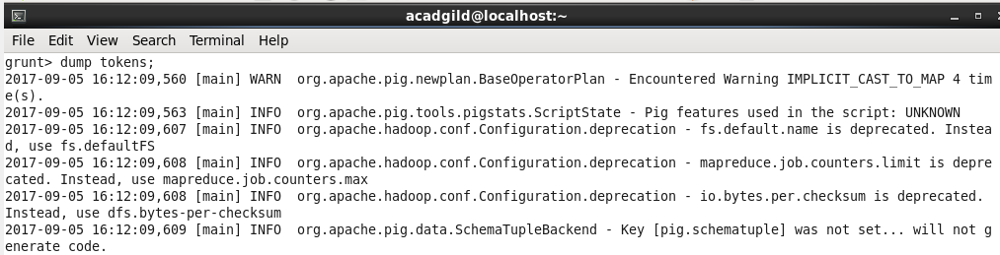 acadgild@localhost:~
File Edit View Search Terminal Help
grunt> dump tokens;
2017-09-05 16:12:09,560 [main] WARN  org.apache.pig.newplan.BaseOperatorPlan - Encountered Warning IMPLICIT_CAST_TO_MAP 4 tim
e(s).
2017-09-05 16:12:09,563 [main] INFO  org.apache.pig.tools.pigstats.ScriptState - Pig features used in the script: UNKNOWN
2017-09-05 16:12:09,607 [main] INFO  org.apache.hadoop.conf.Configuration.deprecation - fs.default.name is deprecated. Instea
d, use fs.defaultFS
2017-09-05 16:12:09,608 [main] INFO  org.apache.hadoop.conf.Configuration.deprecation - mapreduce.job.counters.limit is depre
cated. Instead, use mapreduce.job.counters.max
2017-09-05 16:12:09,608 [main] INFO  org.apache.hadoop.conf.Configuration.deprecation - io.bytes.per.checksum is deprecated.
Instead, use dfs.bytes-per-checksum
2017-09-05 16:12:09,609 [main] INFO  org.apache.pig.data.SchemaTupleBackend - Key [pig.schematuple] was not set... will not g
enerate code.